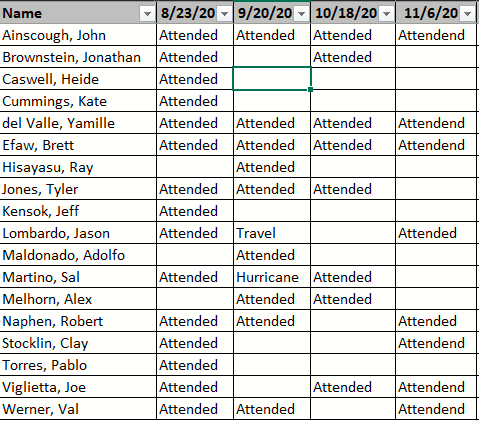 Name 8/23/20 9/20/20 10/18/20 11/6/20
Ainscough, John Attended Attended Attended Attendend
Brownstein, Jonathan Attended Attended
Caswell, Heide Attended
Cummings, Kate Attended
del Valle, Yamille Attended Attended Attended Attendend
Efaw, Brett Attended Attended Attended Attendend
Hisayasu, Ray Attended
Jones, Tyler Attended Attended Attended
Kensok, Jeff Attended
Lombardo, Jason Attended Travel Attended
Maldonado, Adolfo Attended
Martino, Sal Attended Hurricane Attended
Melhorn, Alex Attended Attended
Naphen, Robert Attended Attended Attended
Stocklin, Clay Attended Attendend
Torres, Pablo Attended
Viglietta, Joe Attended Attended Attendend
Werner, Val Attended Attended Attendend